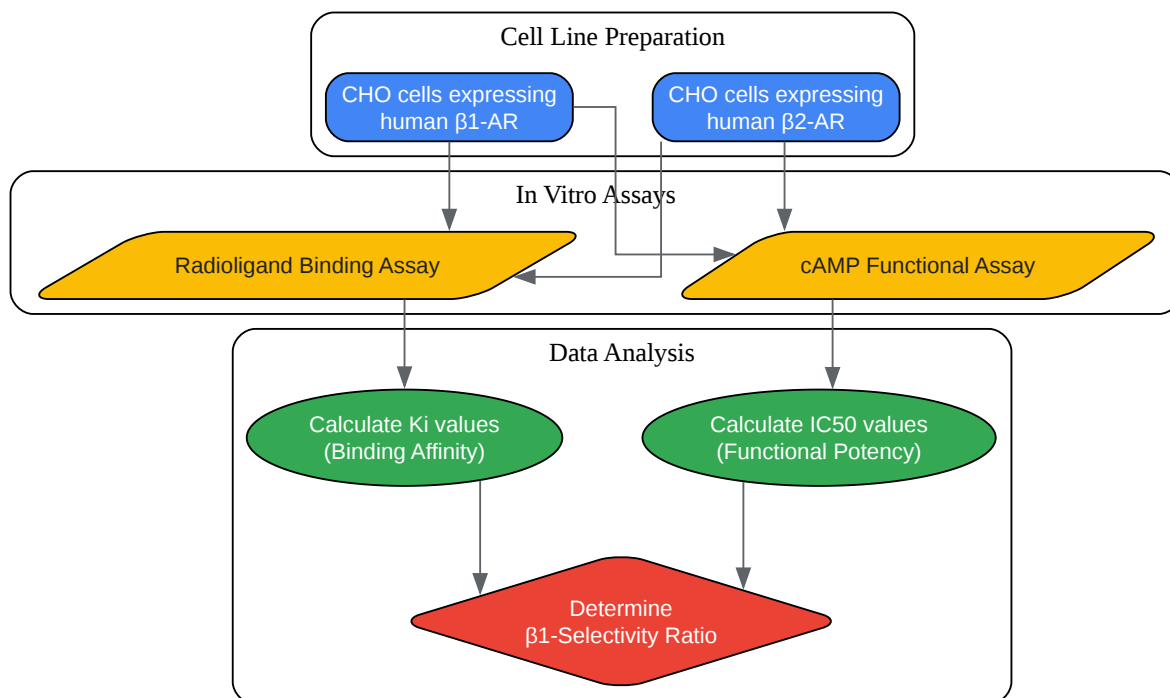 Cell Line Preparation
CHO cells expressing
human β1-AR
CHO cells expressing
human β2-AR
In Vitro Assays
Radioligand Binding Assay
cAMP Functional Assay
Data Analysis
Calculate Ki values
(Binding Affinity)
Calculate IC50 values
(Functional Potency)
Determine
β1-Selectivity Ratio